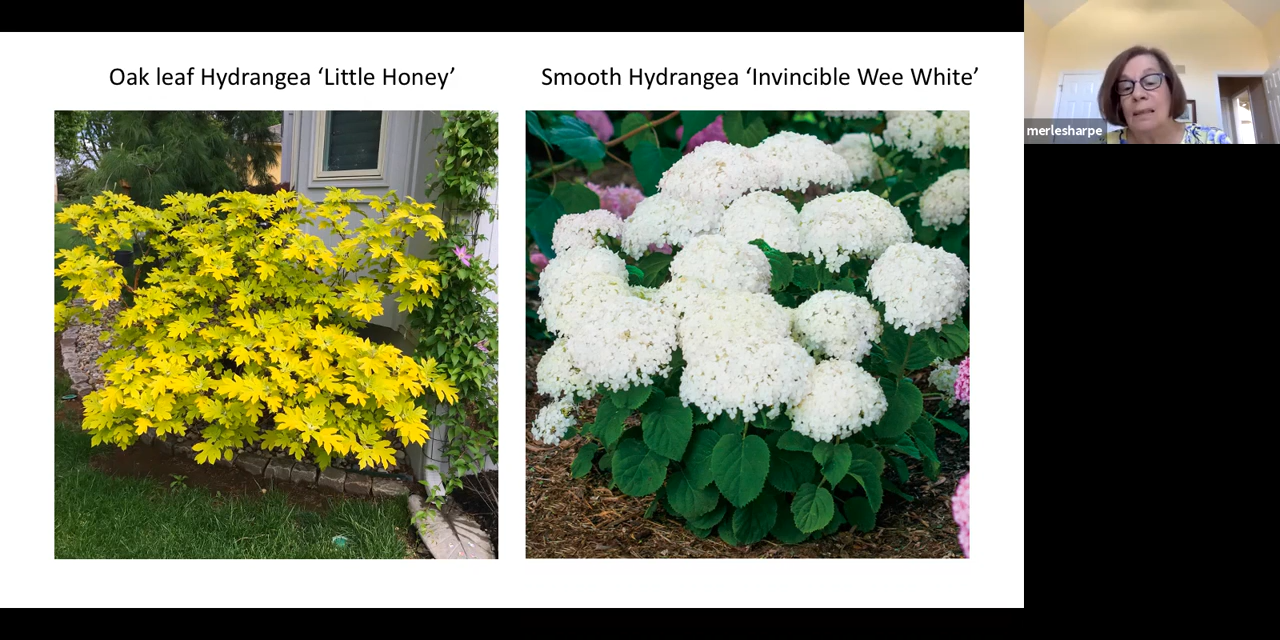 Oak leaf Hydrangea ‘Little Honey’
Smooth Hydrangea ‘Invincible Wee White’
merlesharpe